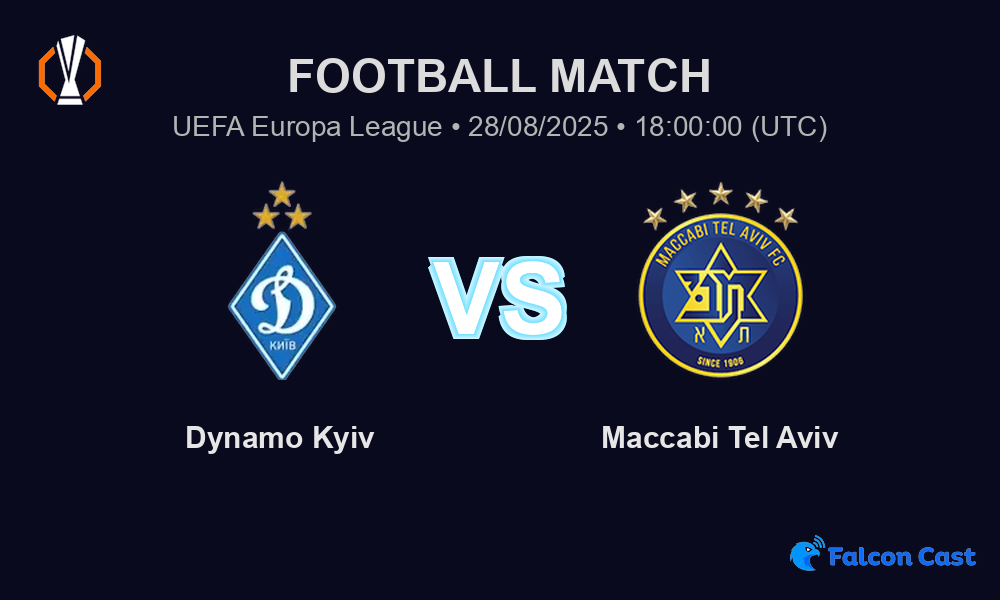 FOOTBALL MATCH
UEFA Europa League • 28/08/2025 • 18:00:00 (UTC)
VS
КИЇВ
MACCABI TEL AVIV FC
א ת
SINCE 1906
Dynamo Kyiv
Maccabi Tel Aviv
Falcon Cast